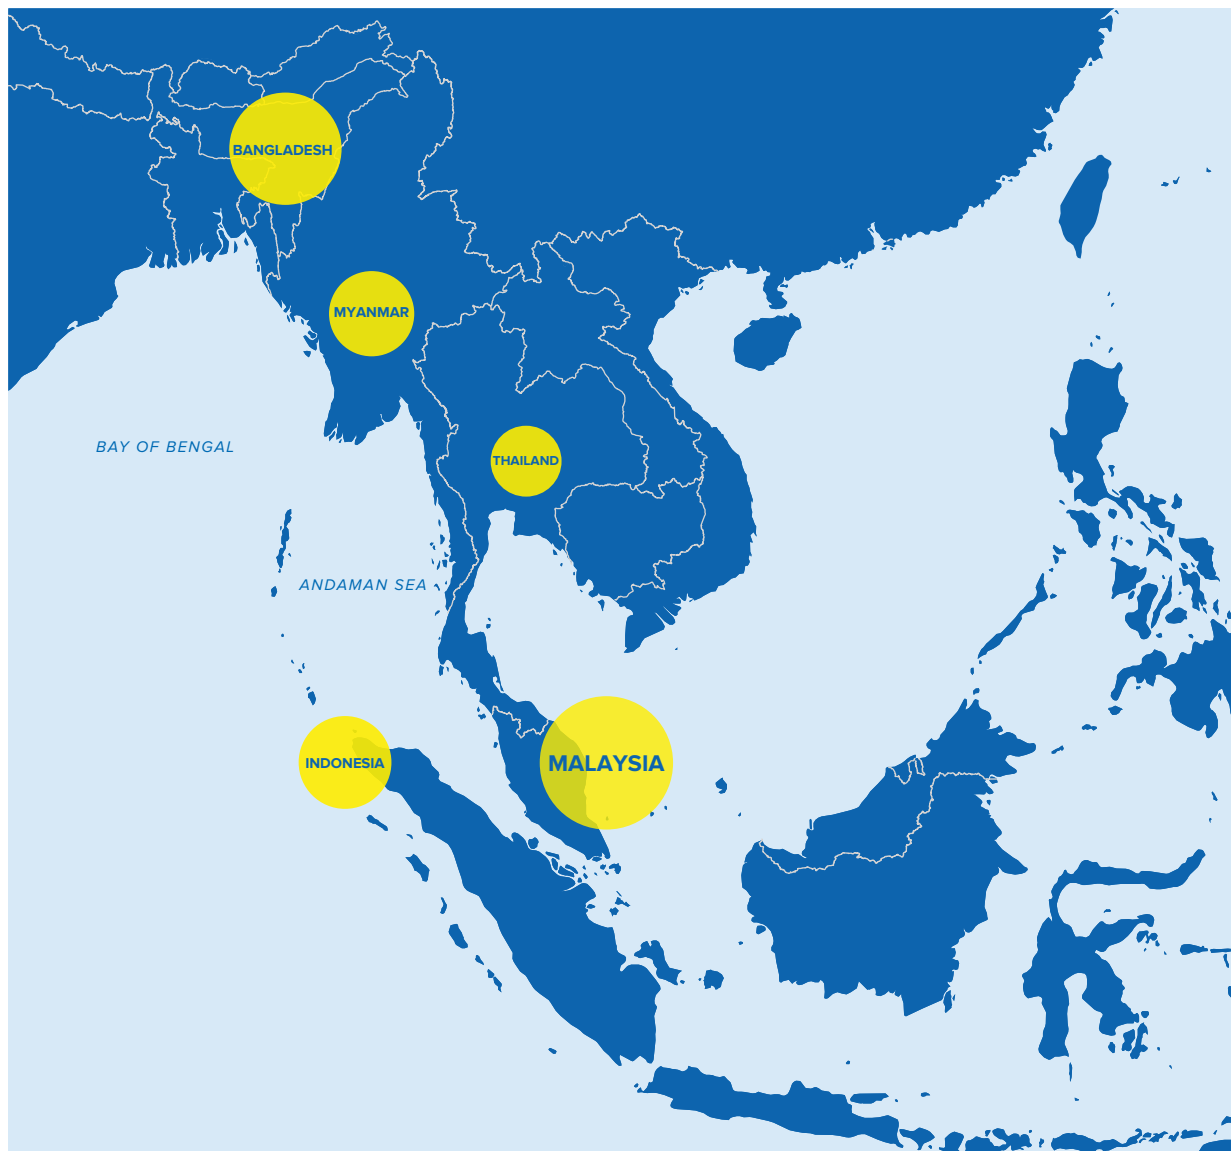 BANGLADESH
MYANMAR
BAY OF BENGAL
THAILAND
ANDAMAN SEA
INDONESIA
MALAYSIA